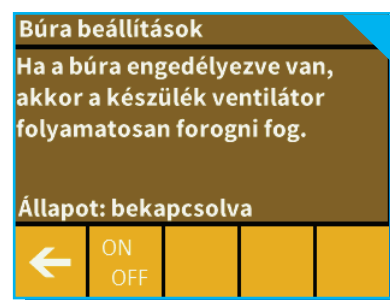 Búra beállítások
Ha a búra engedélyezve van,
akkor a készülék ventilátor
folyamatosan forogni fog.
Állapot: bekapcsolva
ON
OFF